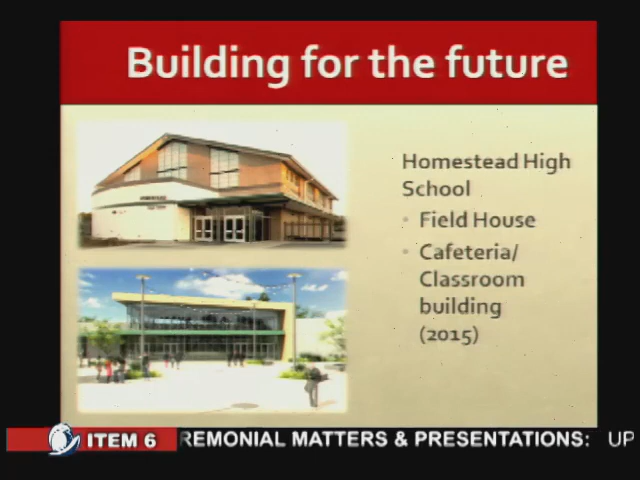 Building for the future
Homestead High
School
• Field House
• Cafeteria/
Classroom
building
(2015)
ITEM 6
REMONIAL MATTERS & PRESENTATIONS: UP